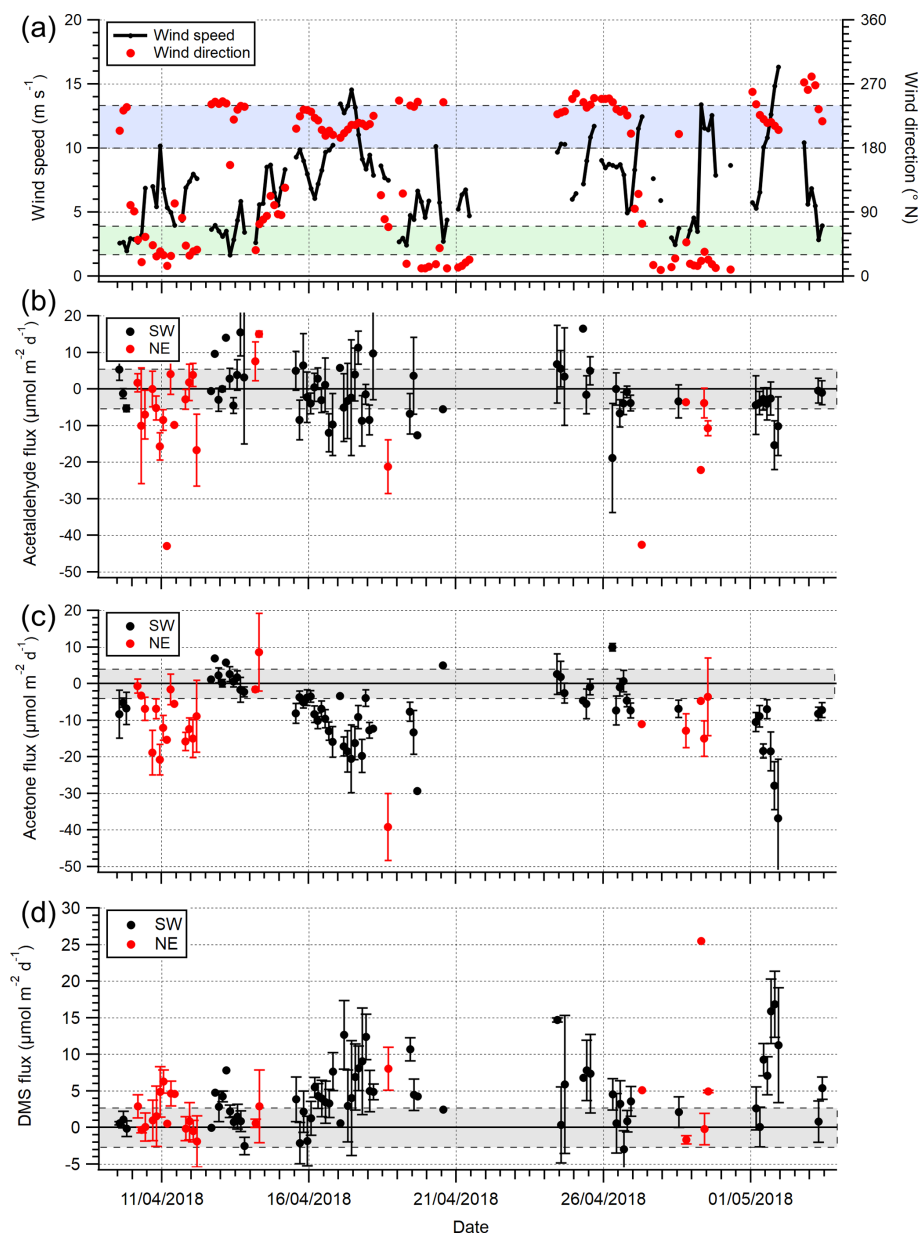 (a)
Wind speed
Wind direction
Wind speed (m s⁻¹)
20
15
10
5
0
360
270
180
90
0
Wind direction (° N)
(b)
SW
NE
Acetaldehyde flux (μmol m⁻² d⁻¹)
20
10
0
-10
-20
-30
-40
-50
(c)
SW
NE
Acetone flux (μmol m⁻² d⁻¹)
20
10
0
-10
-20
-30
-40
-50
(d)
SW
NE
DMS flux (μmol m⁻² d⁻¹)
30
25
20
15
10
5
0
-5
11/04/2018 16/04/2018 21/04/2018 26/04/2018 01/05/2018
Date